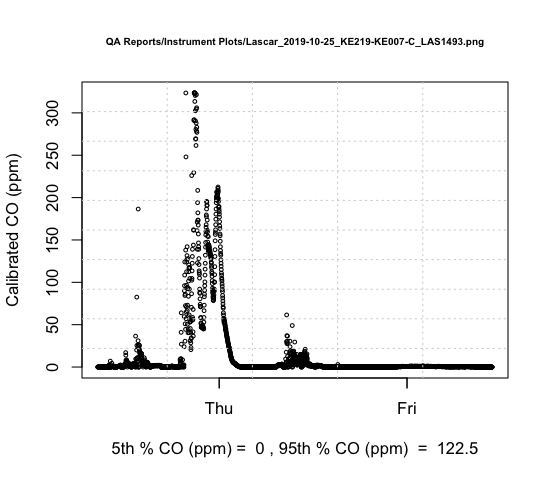 QA Reports/Instrument Plots/Lascar_2019-10-25_KE219-KE007-C_LAS1493.png
Calibrated CO (ppm)
300
250
200
150
100
50
0
Thu Fri
5th % CO (ppm) = 0 , 95th % CO (ppm) = 122.5